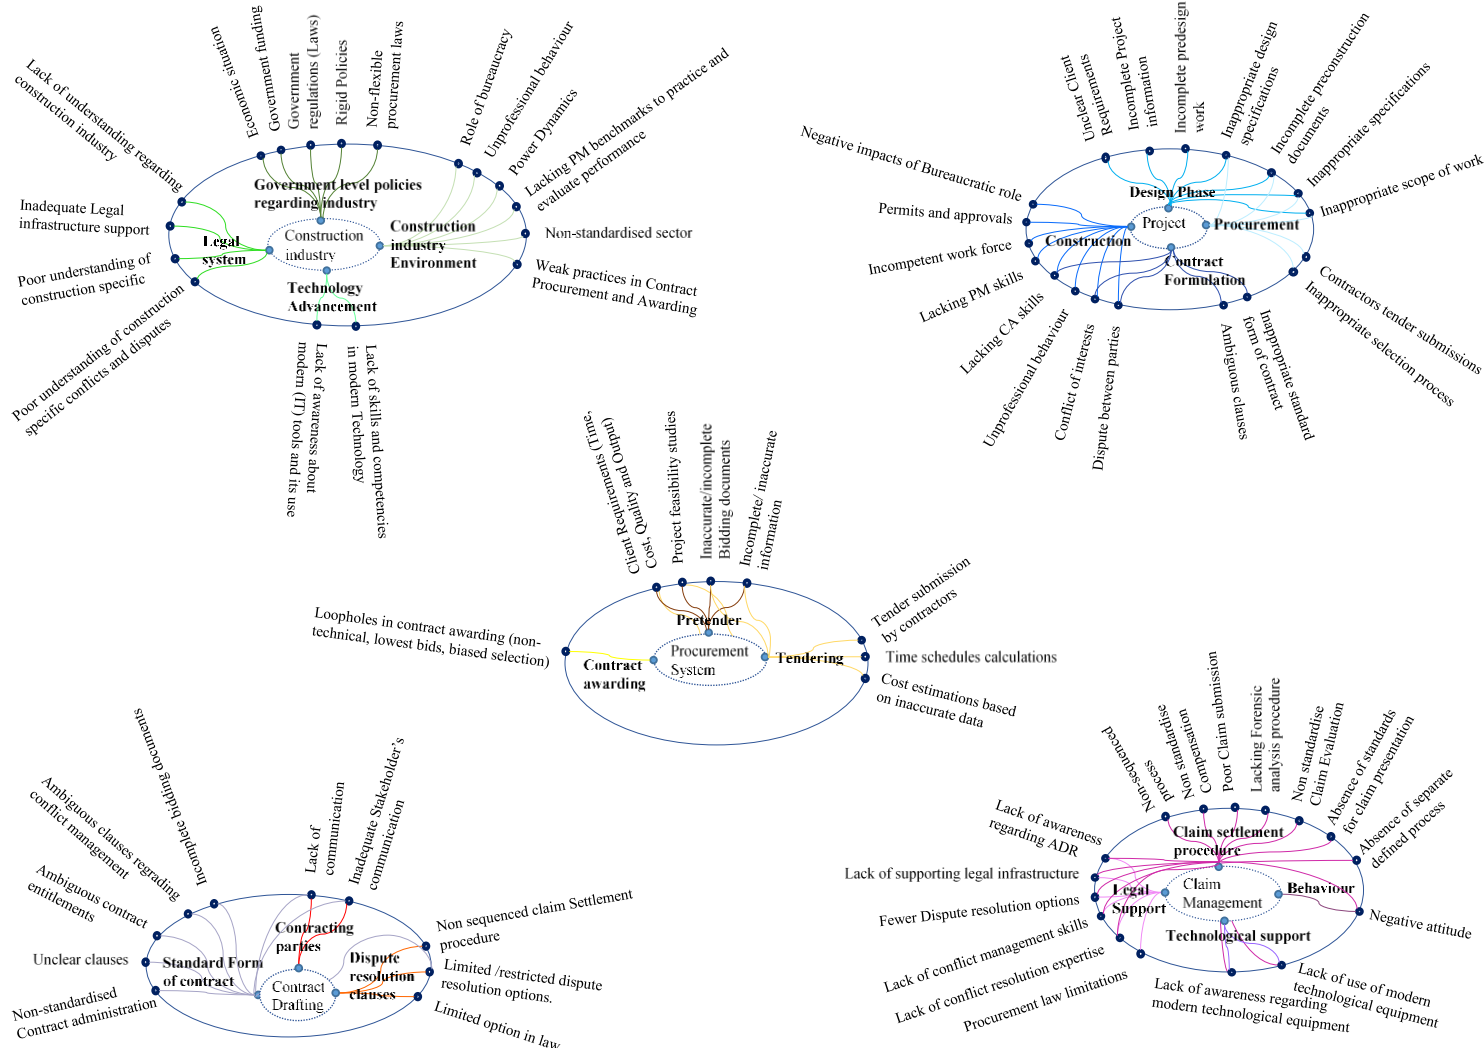 Economic situation
Government funding
Government
regulations (Laws)
Rigid Policies
Non-flexible
procurement laws
Role of bureaucracy
Unprofessional behaviour
Power Dynamics
Lacking PM benchmarks to practice and
evaluate performance
Non-standardised sector
Weak practices in Contract
Procurement and Awarding
Lack of understanding regarding
construction industry
Inadequate Legal
infrastructure support
Poor understanding of
construction specific
Poor understanding of construction
specific conflicts and disputes
Lack of awareness about
modern (IT) tools and its use
Lack of skills and competencies
in modern Technology
Government level policies
regarding industry
Construction
industry
Environment
Legal
system
Construction
industry
Technology
Advancement
Unclear Client
Requirements
Incomplete Project
information
Incomplete predesign
work
Inappropriate design
specifications
Incomplete preconstruction
documents
Inappropriate specifications
Inappropriate scope of work
Contractors tender submissions
Inappropriate selection process
Inappropriate standard
form of contract
Ambiguous clauses
Negative impacts of Bureaucratic role
Permits and approvals
Incompetent work force
Lacking PM skills
Lacking CA skills
Unprofessional behaviour
Conflict of interests
Dispute between parties
Design Phase
Project
Procurement
Construction
Contract
Formulation
Client Requirements (Time,
Cost, Quality and Output)
Project feasibility studies
Inaccurate/incomplete
Bidding documents
Incomplete/ inaccurate
information
Loopholes in contract awarding (non-
technical, lowest bids, biased selection)
Tender submission
by contractors
Time schedules calculations
Cost estimations based
on inaccurate data
Pretender
Procurement
System
Tendering
Contract
awarding
Incomplete bidding documents
Ambiguous clauses regrading
conflict management
Ambiguous contract
entitlements
Unclear clauses
Non-standardised
Contract administration
Lack of
communication
Inadequate Stakeholder's
communication
Non sequenced claim Settlement
procedure
Limited /restricted dispute
resolution options.
Limited option in law
Contracting
parties
Standard Form
of contract
Dispute
resolution
clauses
Contract
Drafting
Non-sequenced
process
Non standardise
Compensation
Poor Claim submission
Lacking Forensic
analysis procedure
Non standardise
Claim Evaluation
Absence of standards
for claim presentation
Absence of separate
defined process
Lack of awareness
regarding ADR
Lack of supporting legal infrastructure
Fewer Dispute resolution options
Lack of conflict management skills
Lack of conflict resolution expertise
Procurement law limitations
Lack of awareness regarding
modern technological equipment
Lack of use of modern
technological equipment
Negative attitude
Claim settlement
procedure
Legal
Support
Claim
Management
Behaviour
Technological support